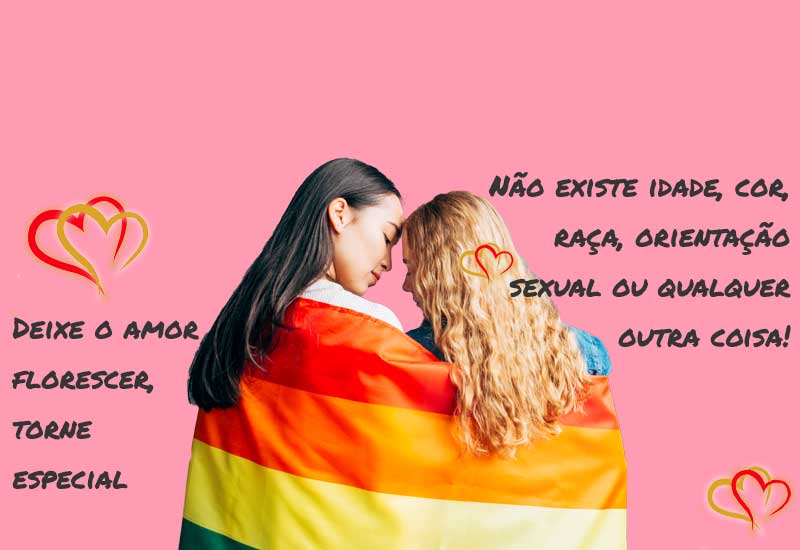 Deixe o amor
florescer,
torne
especial
Não existe idade, cor,
raça, orientação
sexual ou qualquer
outra coisa!